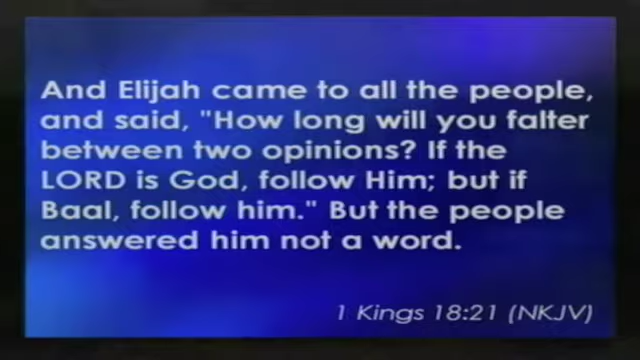 And Elijah came to all the people,
and said, "How long will you falter
between two opinions? If the
LORD is God, follow Him; but if
Baal, follow him." But the people
answered him not a word.
1 Kings 18:21 (NKJV)